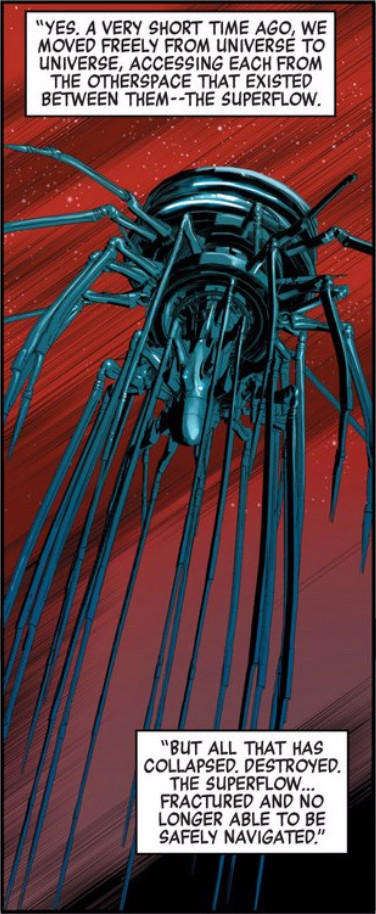 "YES. A VERY SHORT TIME AGO, WE
MOVED FREELY FROM UNIVERSE TO
UNIVERSE, ACCESSING EACH FROM
THE OTHERSPACE THAT EXISTED
BETWEEN THEM--THE SUPERFLOW.
"BUT ALL THAT HAS
COLLAPSED. DESTROYED.
THE SUPERFLOW...
FRACTURED AND NO
LONGER ABLE TO BE
SAFELY NAVIGATED."